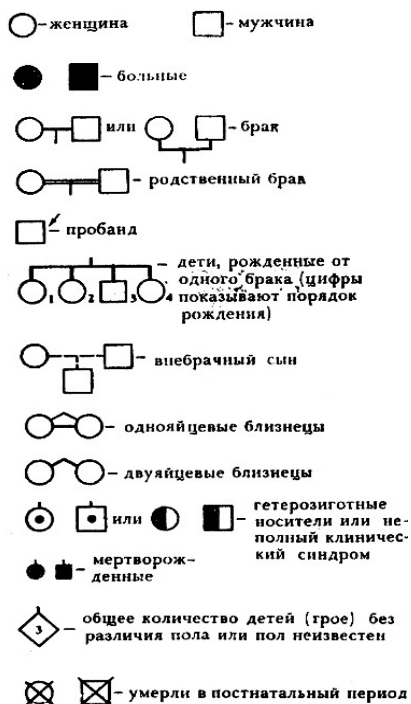 -женщина - мужчина
- больные
или - брак
- родственный брак
- пробанд
1 2 3 4 - дети, рожденные от
одного брака (цифры
показывают порядок
рождения)
- внебрачный сын
- однояйцевые близнецы
- двуяйцевые близнецы
или - гетерозиготные
носители или не-
полный клиничес-
кий синдром
- мертворож-
денные
3 - общее количество детей (трое) без
различия пола или пол неизвестен
- умерли в постнатальный период